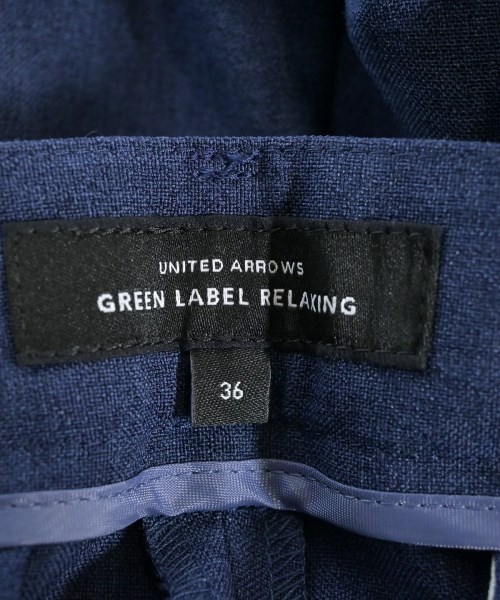 UNITED ARROWS
GREEN LABEL RELAXING
36